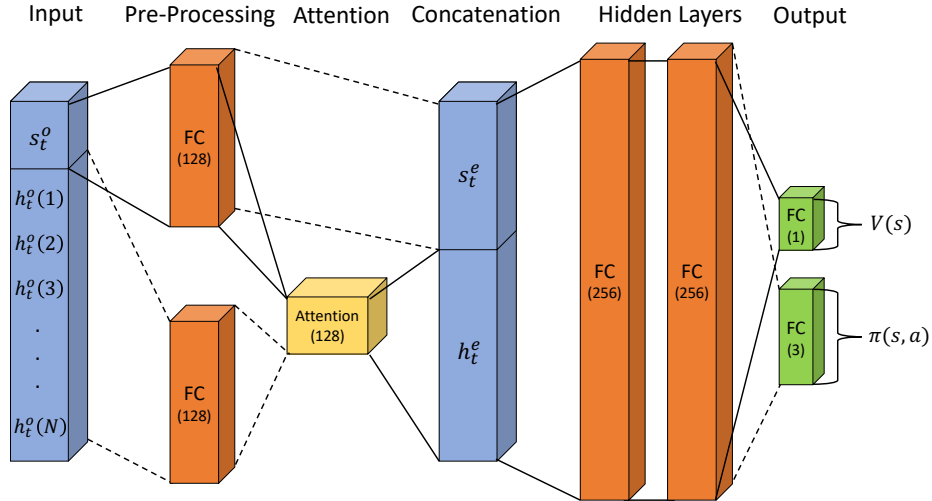 Input Pre-Processing Attention Concatenation Hidden Layers Output
s_t^o
FC
(128)
h_t^o(1)
h_t^o(2)
h_t^o(3)
.
.
.
.
h_t^o(N)
FC
(128)
Attention
(128)
s_t^e
h_t^e
FC
(256)
FC
(256)
FC
(1)
V(s)
FC
(3)
π(s,a)